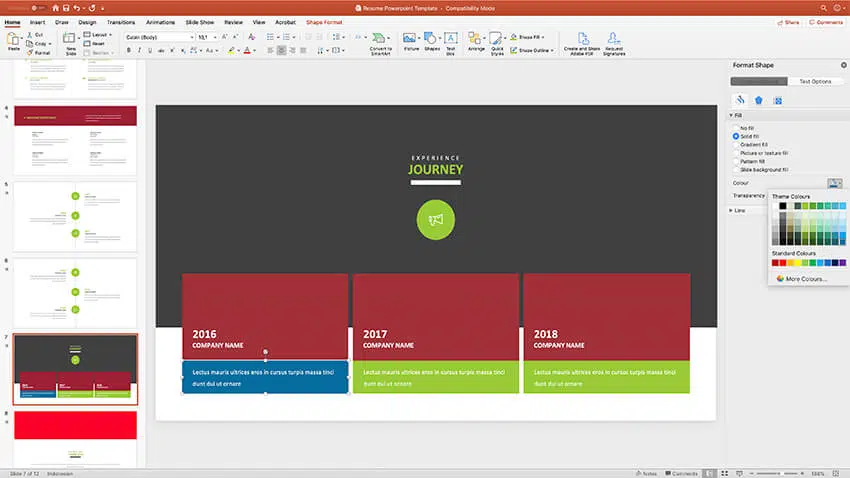 Resume Powerpoint Template - Compatibility Mode
Home Insert Draw Design Transitions Animations Slide Show Review View Acrobat Shape Format
Share Comments
Paste
Cut
Copy
Format
New Slide
Layout
Reset
Section
Calibri (Body) 10,1
Convert to SmartArt
Picture
Shapes
Text Box
Arrange
Quick Styles
Shape Fill
Shape Outline
Create and Share Adobe PDF
Request Signatures
4
5
6
7
8
EXPERIENCE
JOURNEY
2016
COMPANY NAME
Lectus mauris ultrices eros in cursus turpis massa tinci
dunt dui ut ornare
2017
COMPANY NAME
Lectus mauris ultrices eros in cursus turpis massa tinci
dunt dui ut ornare
2018
COMPANY NAME
Lectus mauris ultrices eros in cursus turpis massa tinci
dunt dui ut ornare
Format Shape
Text Options
Fill
No fill
Solid fill
Gradient fill
Picture or texture fill
Pattern fill
Slide background fill
Colour
Transparency
Line
Theme Colours
Standard Colours
More Colours...
Slide 7 of 12 Indonesian
Notes Comments